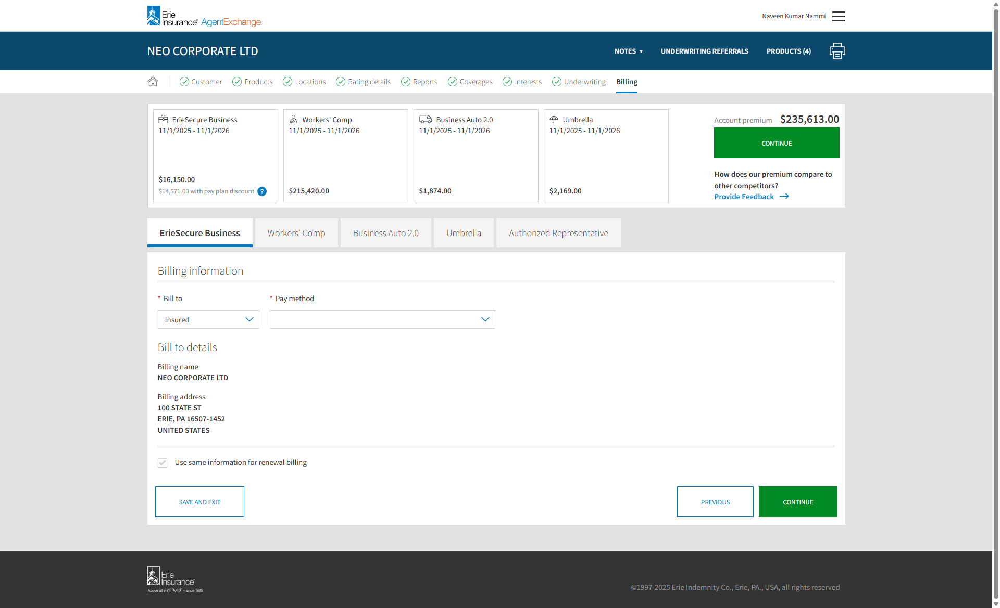 Erie
Insurance® AgentExchange
Naveen Kumar Nammi
NEO CORPORATE LTD
NOTES ▼
UNDERWRITING REFERRALS
PRODUCTS (4)
Customer
Products
Locations
Rating details
Reports
Coverages
Interests
Underwriting
Billing
ErieSecure Business
11/1/2025 - 11/1/2026
$16,150.00
$14,571.00 with pay plan discount ?
Workers' Comp
11/1/2025 - 11/1/2026
$215,420.00
Business Auto 2.0
11/1/2025 - 11/1/2026
$1,874.00
Umbrella
11/1/2025 - 11/1/2026
$2,169.00
Account premium $235,613.00
CONTINUE
How does our premium compare to
other competitors?
Provide Feedback →
ErieSecure Business
Workers' Comp
Business Auto 2.0
Umbrella
Authorized Representative
Billing information
* Bill to
* Pay method
Insured
Bill to details
Billing name
NEO CORPORATE LTD
Billing address
100 STATE ST
ERIE, PA 16507-1452
UNITED STATES
Use same information for renewal billing
SAVE AND EXIT
PREVIOUS
CONTINUE
Erie
Insurance®
Above all in SERVICE® - since 1925
©1997-2025 Erie Indemnity Co., Erie, PA., USA, all rights reserved